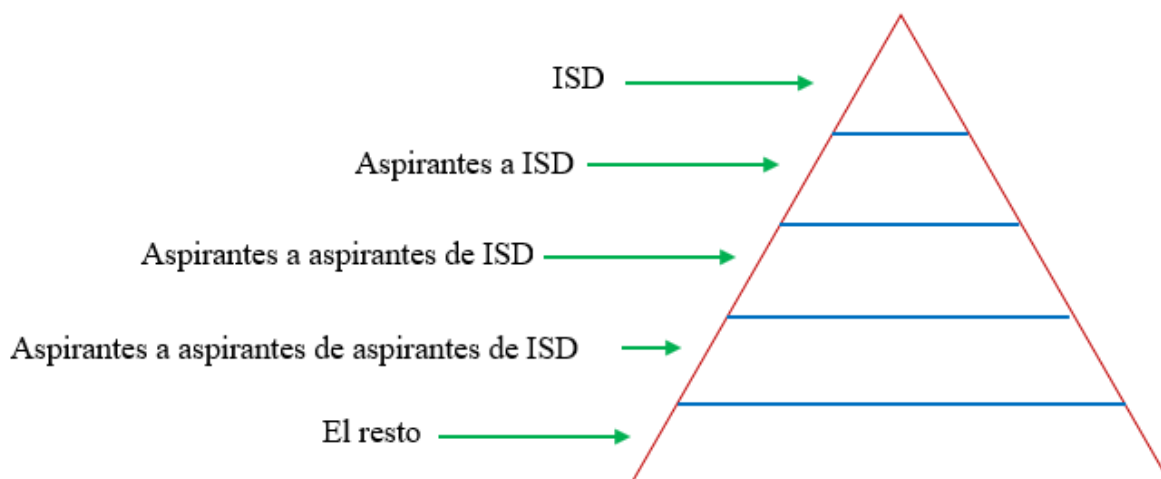 ISD
Aspirantes a ISD
Aspirantes a aspirantes de ISD
Aspirantes a aspirantes de aspirantes de ISD
El resto